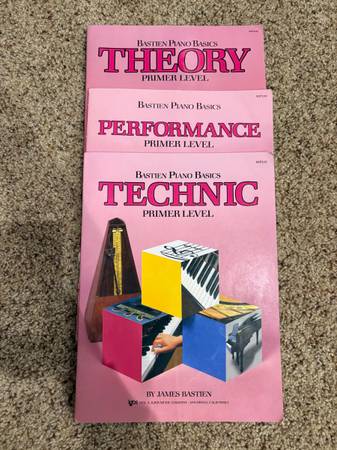 BASTIEN PIANO BASICS
THEORY
PRIMER LEVEL
BASTIEN PIANO BASICS
PERFORMANCE
PRIMER LEVEL
BASTIEN PIANO BASICS
TECHNIC
PRIMER LEVEL
BY JAMES BASTIEN